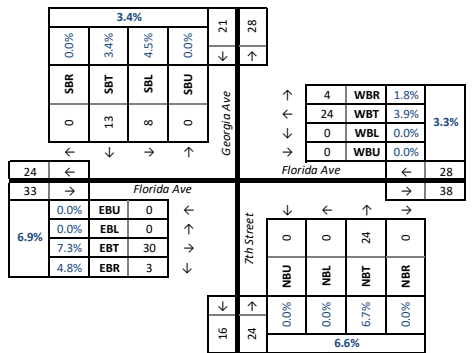 3.4%
21 28
0.0% 3.4% 4.5% 0.0%
↓ ↑
SBR SBT SBL SBU
Georgia Ave
↑ 4 WBR 1.8%
← 24 WBT 3.9%
3.3%
0 13 8 0
↓ 0 WBL 0.0%
→ 0 WBU 0.0%
← ↓ → ↑
24 ←
Florida Ave
← 28
33 →
Florida Ave
→ 38
6.9%
0.0% EBU 0 ←
0.0% EBL 0 ↑
7.3% EBT 30 →
4.8% EBR 3 ↓
7th Street
↓ ← ↑ →
0 0 24 0
NBU NBL NBT NBR
↓ ↑
0.0% 0.0% 6.7% 0.0%
16 24
6.6%